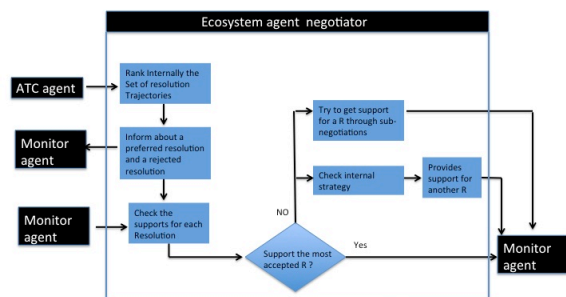 Ecosystem agent negotiator
ATC agent
Rank Internally the
Set of resolution
Trajectories
Monitor
agent
Inform about a
preferred resolution
and a rejected
resolution
Monitor
agent
Check the
supports for each
Resolution
Support the most
accepted R ?
NO
Yes
Try to get support
for a R through sub-
negotiations
Check internal
strategy
Provides
support for
another R
Monitor
agent